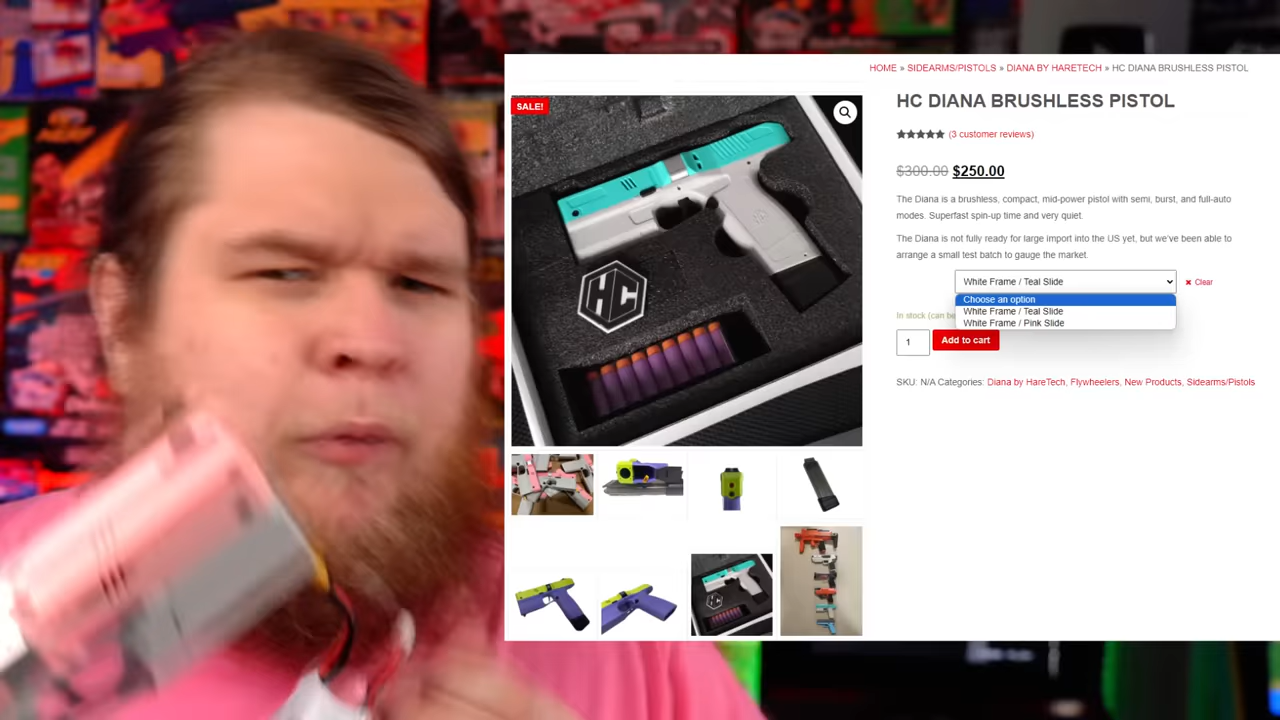 HOME » SIDEARMS/PISTOLS » DIANA BY HARETECH » HC DIANA BRUSHLESS PISTOL
SALE!
HC DIANA BRUSHLESS PISTOL
(3 customer reviews)
$300.00 $250.00
The Diana is a brushless, compact, mid-power pistol with semi, burst, and full-auto
modes. Superfast spin-up time and very quiet.
The Diana is not fully ready for large import into the US yet, but we've been able to
arrange a small test batch to gauge the market.
White Frame / Teal Slide
Clear
Choose an option
White Frame / Teal Slide
White Frame / Pink Slide
In stock (can be
1
Add to cart
SKU: N/A Categories: Diana by HareTech, Flywheelers, New Products, Sidearms/Pistols
HC